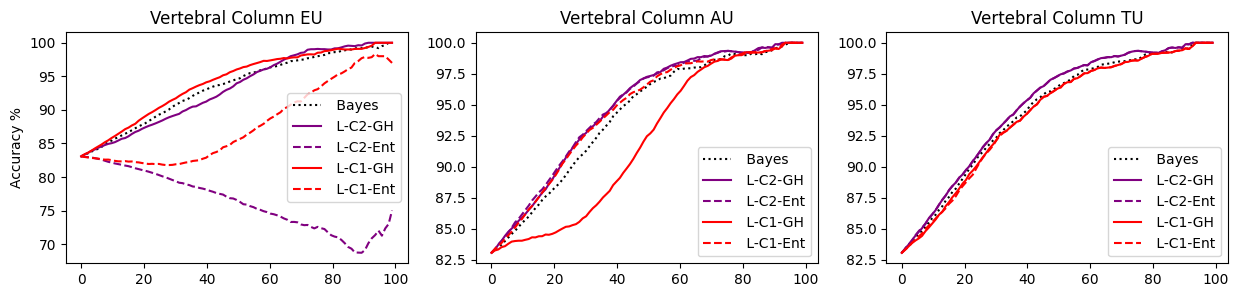 Vertebral Column EU
Accuracy %
100
95
90
85
80
75
70
0
20
40
60
80
100
Bayes
L-C2-GH
L-C2-Ent
L-C1-GH
L-C1-Ent
Vertebral Column AU
100.0
97.5
95.0
92.5
90.0
87.5
85.0
82.5
0
20
40
60
80
100
Bayes
L-C2-GH
L-C2-Ent
L-C1-GH
L-C1-Ent
Vertebral Column TU
100.0
97.5
95.0
92.5
90.0
87.5
85.0
82.5
0
20
40
60
80
100
Bayes
L-C2-GH
L-C2-Ent
L-C1-GH
L-C1-Ent